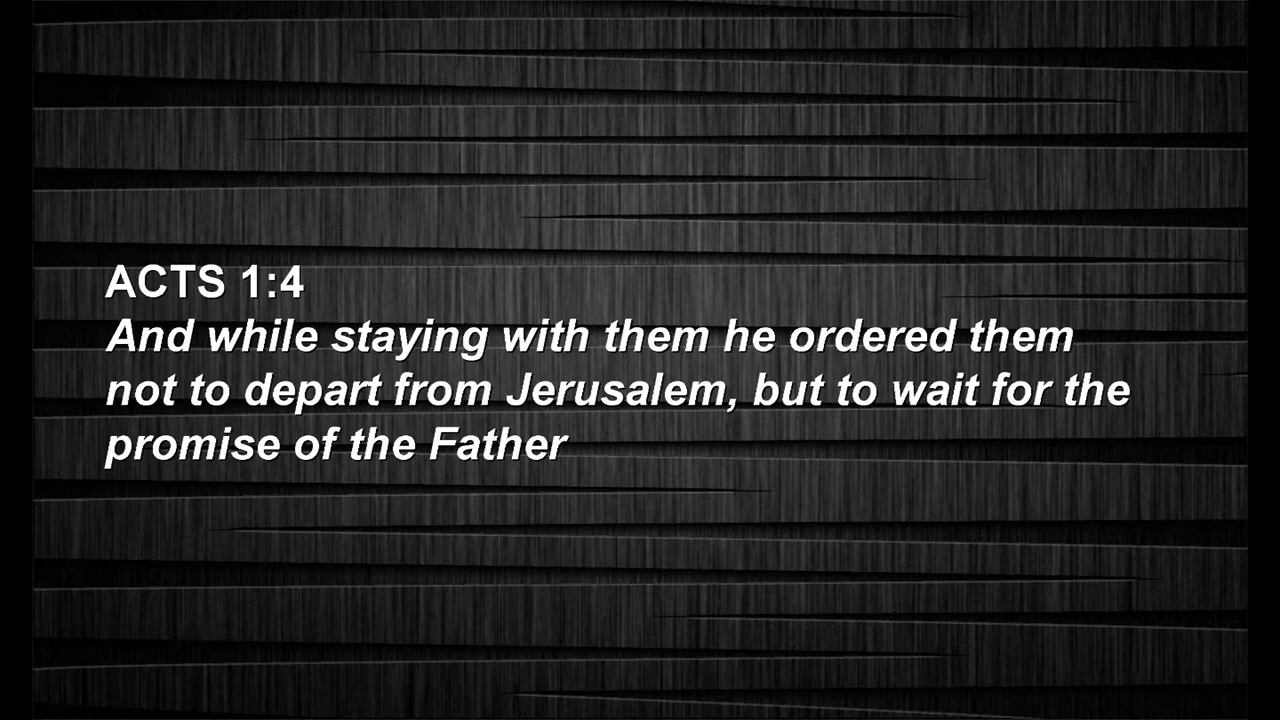 ACTS 1:4
And while staying with them he ordered them
not to depart from Jerusalem, but to wait for the
promise of the Father